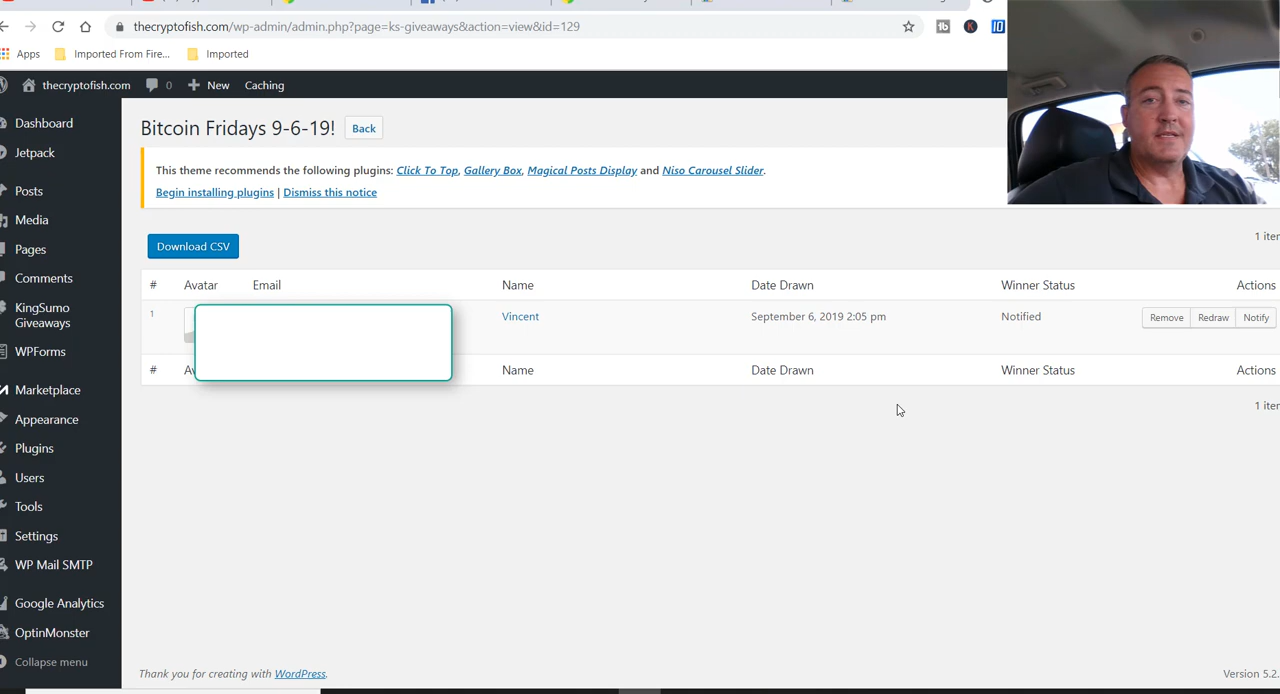 thecryptofish.com/wp-admin/admin.php?page=ks-giveaways&action=view&id=129
Apps
Imported From Fire...
Imported
thecryptofish.com
0
New
Caching
Dashboard
Jetpack
Posts
Media
Pages
Comments
KingSumo
Giveaways
WPForms
Marketplace
Appearance
Plugins
Users
Tools
Settings
WP Mail SMTP
Google Analytics
OptinMonster
Collapse menu
Bitcoin Fridays 9-6-19!
Back
This theme recommends the following plugins: Click To Top, Gallery Box, Magical Posts Display and Niso Carousel Slider.
Begin installing plugins | Dismiss this notice
Download CSV
1 iter
# Avatar Email Name Date Drawn Winner Status Actions
1 Vincent September 6, 2019 2:05 pm Notified Remove Redraw Notify
# Av Name Date Drawn Winner Status Actions
1 iter
Thank you for creating with WordPress.
Version 5.2.